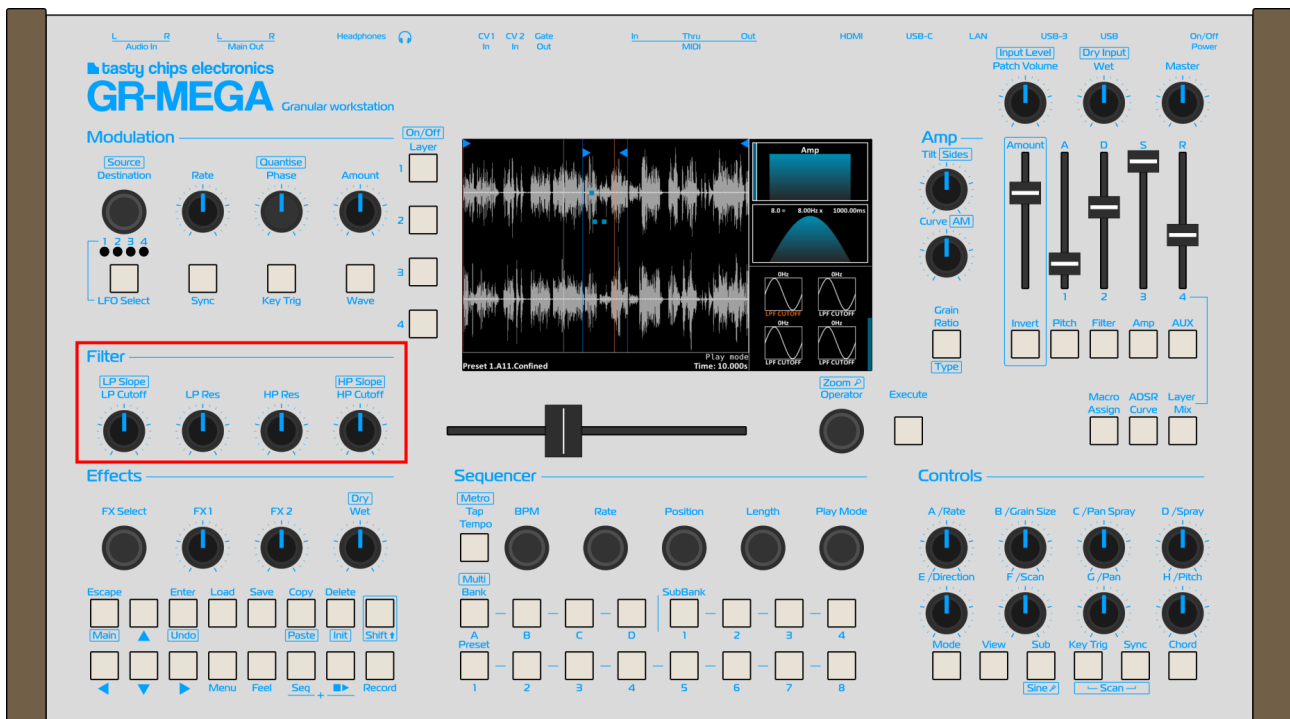 L R
Audio In
L R
Main Out
Headphones
CV 1 CV 2 Gate
In In Out
In Thru Out
MIDI
HDMI
USB-C
LAN
USB-3
USB
On/Off
Power
tasty chips electronics
GR-MEGA Granular workstation
Input Level
Patch Volume
Dry Input
Wet
Master
Modulation
On/Off
Layer
Source
Destination
Rate
Quantise
Phase
Amount
1
2
3
4
1 2 3 4
LFO Select
Sync
Key Trig
Wave
Amp
8.0 = 8.00Hz x 1000.00ms
0Hz
LPF CUTOFF
0Hz
LPF CUTOFF
0Hz
LPF CUTOFF
0Hz
LPF CUTOFF
Play mode
Preset 1.A11.Confined
Time: 10.000s
Amp
Tilt Sides
Curve AM
Amount A D S R
1 2 3 4
Grain
Ratio
Type
Invert Pitch Filter Amp AUX
Macro
Assign
ADSR
Curve
Layer
Mix
Filter
LP Slope
LP Cutoff
LP Res
HP Res
HP Slope
HP Cutoff
Zoom
Operator
Execute
Effects
FX Select
FX 1
FX 2
Dry
Wet
Escape Enter Load Save Copy Delete
Main Undo Paste Init Shift
Menu Feel Seq + Record
Sequencer
Metro
Tap
Tempo
BPM
Rate
Position
Length
Play Mode
Multi
Bank
SubBank
A B C D 1 2 3 4
Preset
1 2 3 4 5 6 7 8
Controls
A /Rate B /Grain Size C /Pan Spray D /Spray
E /Direction F /Scan G /Pan H /Pitch
Mode View Sub Key Trig Sync Chord
Sine Scan